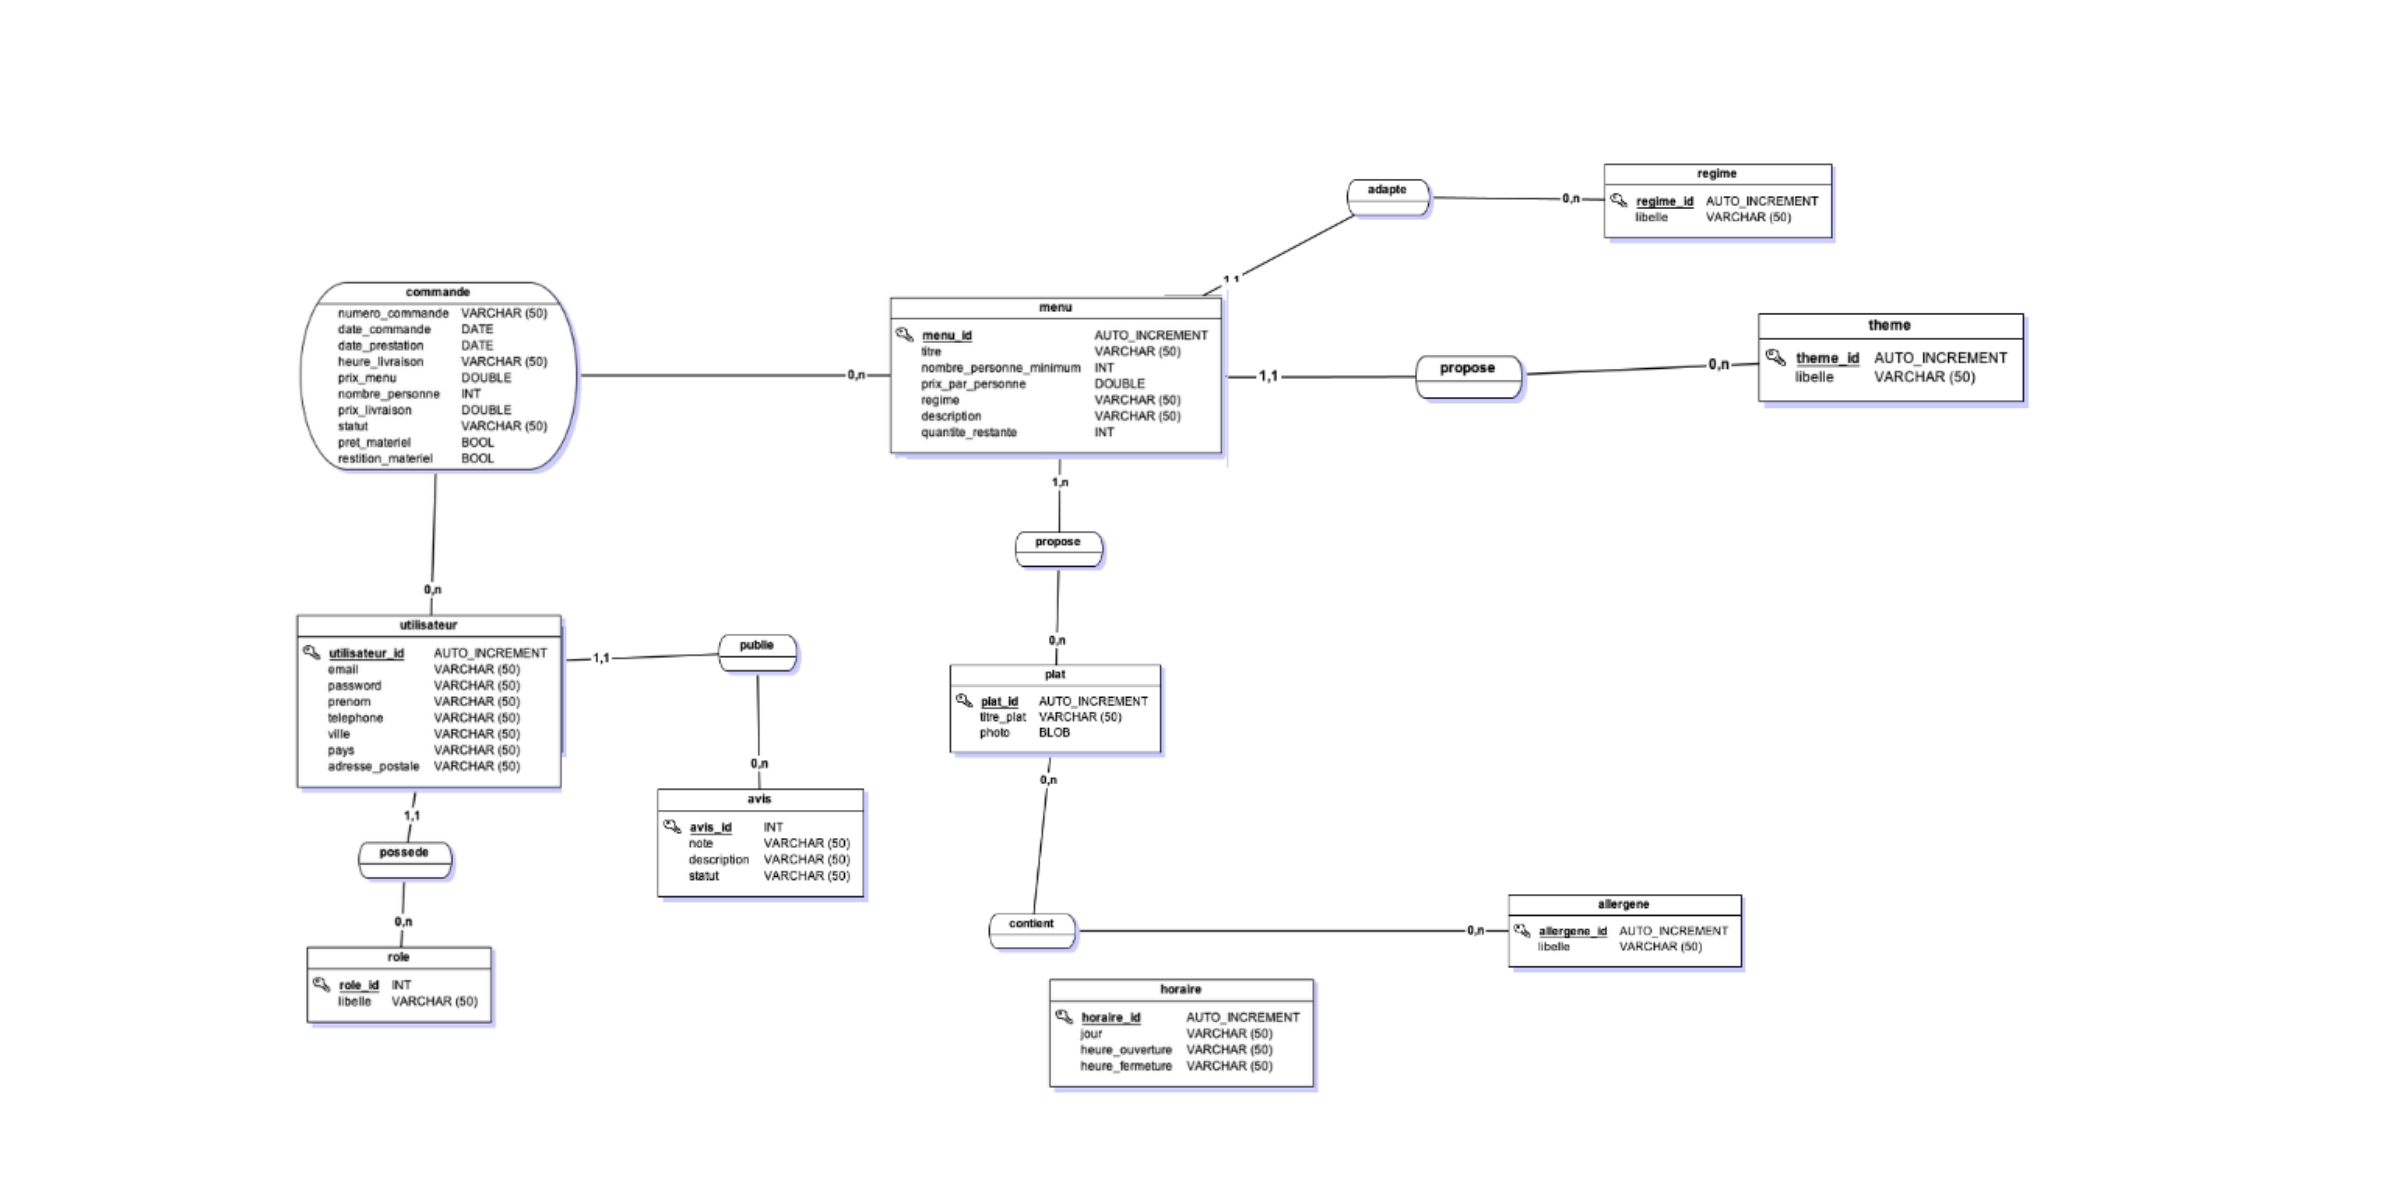 adapte
regime
regime_id AUTO_INCREMENT
libelle VARCHAR (50)
0,n
1,1
commande
numero_commande VARCHAR (50)
date_commande DATE
date_prestation DATE
heure_livraison VARCHAR (50)
prix_menu DOUBLE
nombre_personne INT
prix_livraison DOUBLE
statut VARCHAR (50)
pret_materiel BOOL
restition_materiel BOOL
0,n
menu
menu_id AUTO_INCREMENT
titre VARCHAR (50)
nombre_personne_minimum INT
prix_par_personne DOUBLE
regime VARCHAR (50)
description VARCHAR (50)
quantite_restante INT
1,1
propose
0,n
theme
theme_id AUTO_INCREMENT
libelle VARCHAR (50)
1,n
propose
0,n
0,n
utilisateur
utilisateur_id AUTO_INCREMENT
email VARCHAR (50)
password VARCHAR (50)
prenom VARCHAR (50)
telephone VARCHAR (50)
ville VARCHAR (50)
pays VARCHAR (50)
adresse_postale VARCHAR (50)
1,1
publie
0,n
plat
plat_id AUTO_INCREMENT
titre_plat VARCHAR (50)
photo BLOB
0,n
avis
avis_id INT
note VARCHAR (50)
description VARCHAR (50)
statut VARCHAR (50)
1,1
possede
0,n
role
role_id INT
libelle VARCHAR (50)
contient
0,n
allergene
allergene_id AUTO_INCREMENT
libelle VARCHAR (50)
horaire
horaire_id AUTO_INCREMENT
jour VARCHAR (50)
heure_ouverture VARCHAR (50)
heure_fermeture VARCHAR (50)